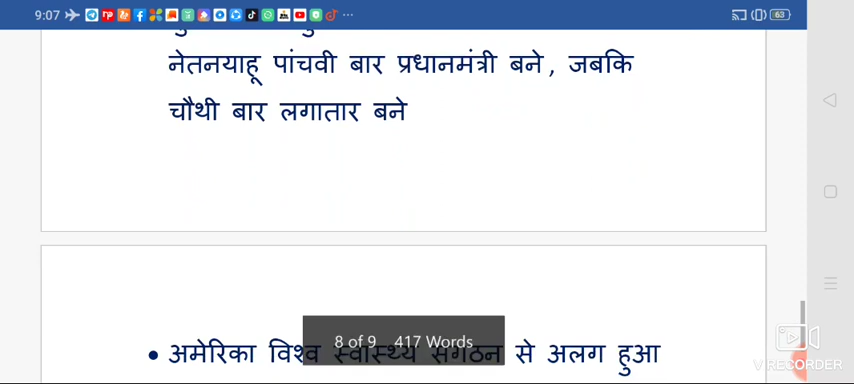 9:07
63
नेतनयाहू पांचवी बार प्रधानमंत्री बने, जबकि
चौथी बार लगातार बने
8 of 9 417 Words
• अमेरिका विश्व स्वास्थ्य संगठन से अलग हुआ
V RECORDER